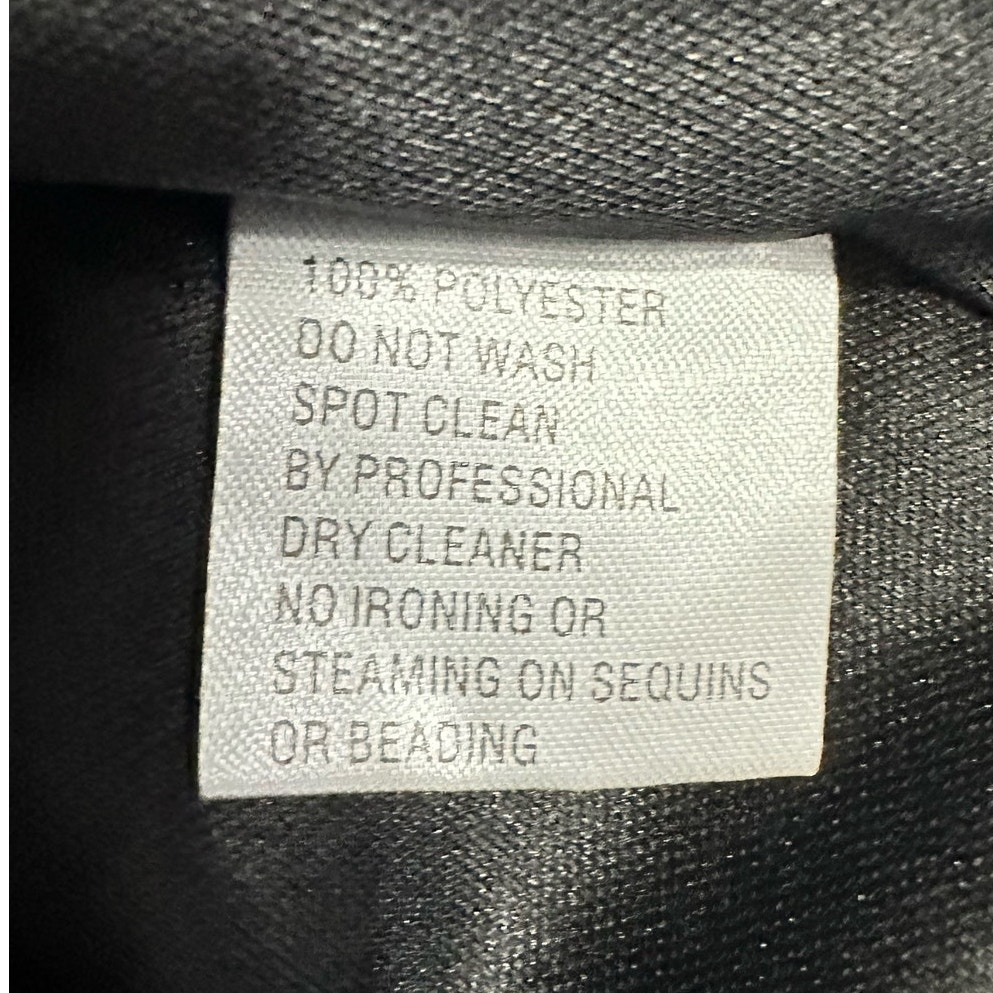 100% POLYESTER
DO NOT WASH
SPOT CLEAN
BY PROFESSIONAL
DRY CLEANER
NO IRONING OR
STEAMING ON SEQUINS
OR BEADING